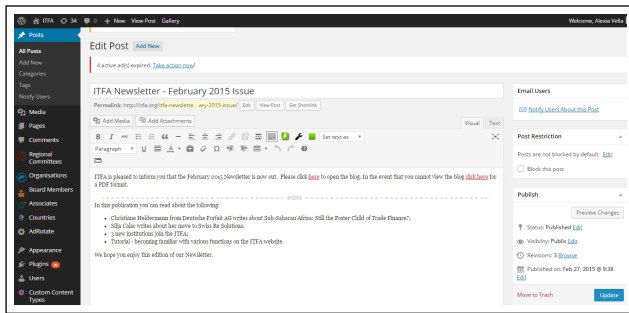 ITFA 34 0 + New View Post Gallery Welcome, Alexia Vella
Posts
All Posts
Add New
Categories
Tags
Notify Users
Media
Pages
Comments
Regional
Committees
Organisations
Board Members
Associates
Countries
AdRotate
Appearance
Plugins
Users
Custom Content
Types
Edit Post Add New
4 active ad(s) expired. Take action now!
ITFA Newsletter - February 2015 Issue
Permalink: http://itfa.org/itfa-newslette…ary-2015-issue/ Edit View Post Get Shortlink
Add Media Add Attachments Visual Text
Set text as
Paragraph
ITFA is pleased to inform you that the February 2015 Newsletter is now out. Please click here to open the blog. In the event that you cannot view the blog click here for
a PDF format.
MORE
In this publication you can read about the following:
• Christiane Heldermann from Deutsche Forfait AG writes about Sub-Saharan Africa: Still the Poster Child of Trade Finance?;
• Silja Calac writes about her move to Swiss Re Solutions;
• 3 new institutions join the ITFA;
• Tutorial - becoming familiar with various functions on the ITFA website.
We hope you enjoy this edition of our Newsletter.
Email Users
Notify Users About this Post
Post Restriction
Posts are not blocked by default. Edit
Block this post
Publish
Preview Changes
Status: Published Edit
Visibility: Public Edit
Revisions: 3 Browse
Published on: Feb 27, 2015 @ 9:38
Edit
Move to Trash Update